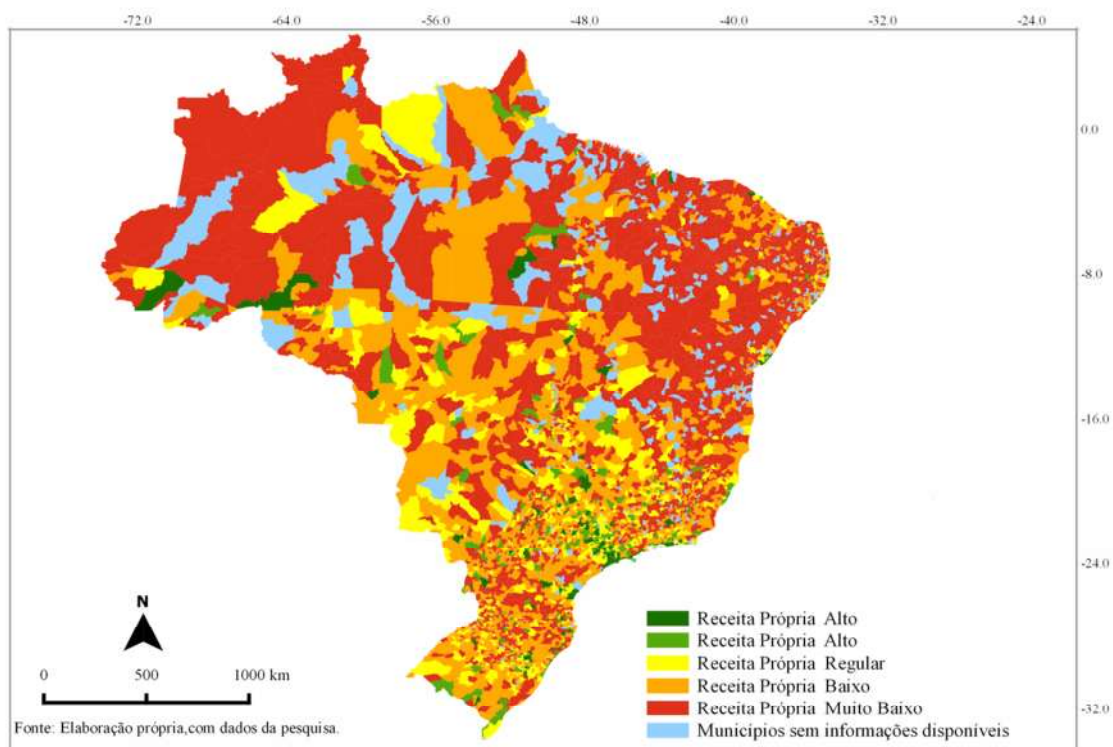 -72.0 -64.0 -56.0 -48.0 -40.0 -32.0 -24.0
0.0
-8.0
-16.0
-24.0
-32.0
N
0 500 1000 km
Receita Própria Alto
Receita Própria Alto
Receita Própria Regular
Receita Própria Baixo
Receita Própria Muito Baixo
Municípios sem informações disponíveis
Fonte: Elaboração própria,com dados da pesquisa.